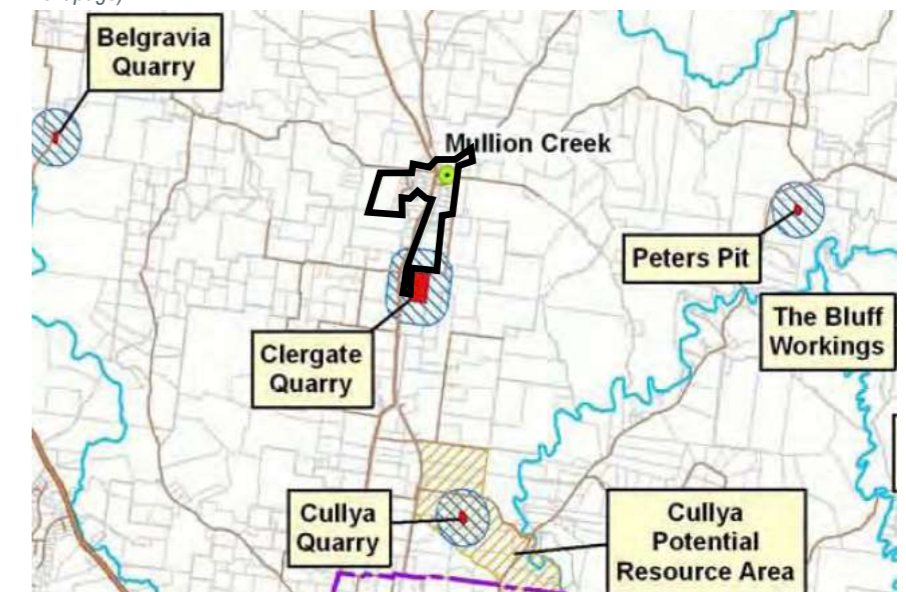 Belgravia
Quarry
Mullion Creek
Peters Pit
The Bluff
Workings
Clergate
Quarry
Cullya
Quarry
Cullya
Potential
Resource Area